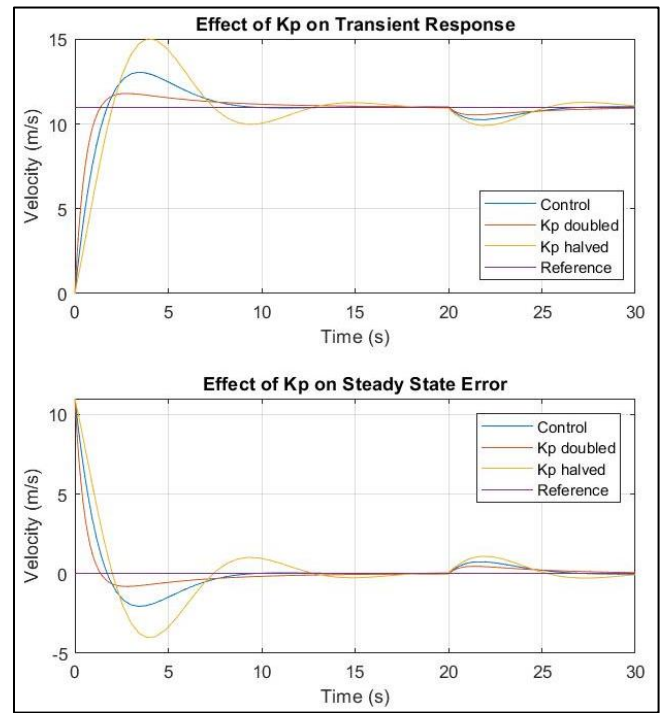 Effect of Kp on Transient Response
15
10
5
0
Velocity (m/s)
Control
Kp doubled
Kp halved
Reference
0 5 10 15 20 25 30
Time (s)
Effect of Kp on Steady State Error
10
5
0
-5
Velocity (m/s)
Control
Kp doubled
Kp halved
Reference
0 5 10 15 20 25 30
Time (s)